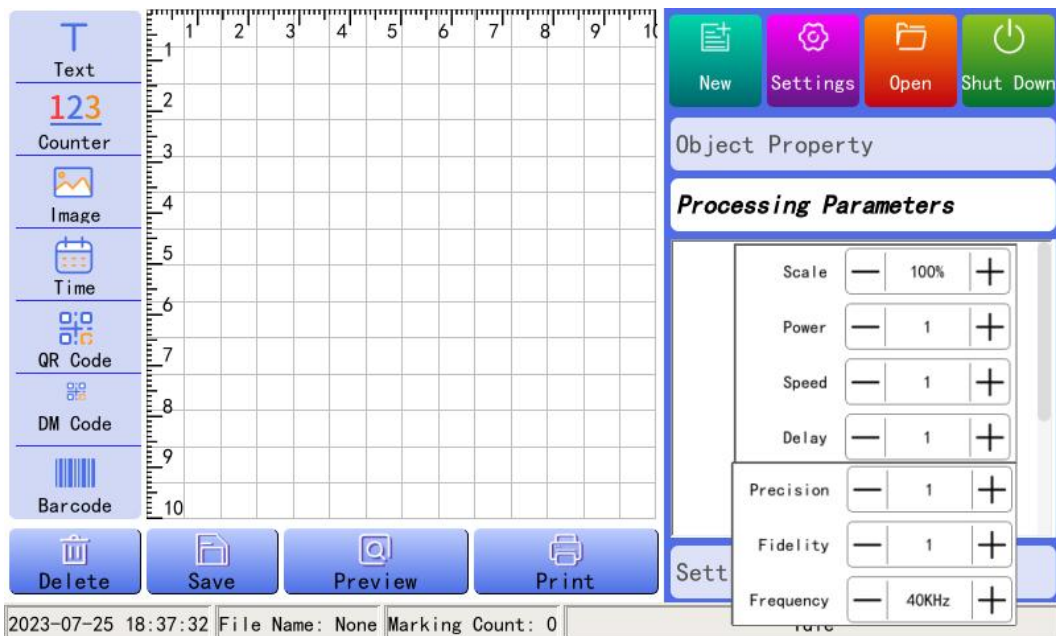 Text
123
Counter
Image
Time
QR Code
DM Code
Barcode
1 2 3 4 5 6 7 8 9 10
1
2
3
4
5
6
7
8
9
10
New Settings Open Shut Down
Object Property
Processing Parameters
Scale 100%
Power 1
Speed 1
Delay 1
Precision 1
Fidelity 1
Frequency 40KHz
Sett
Delete Save Preview Print
2023-07-25 18:37:32 File Name: None Marking Count: 0